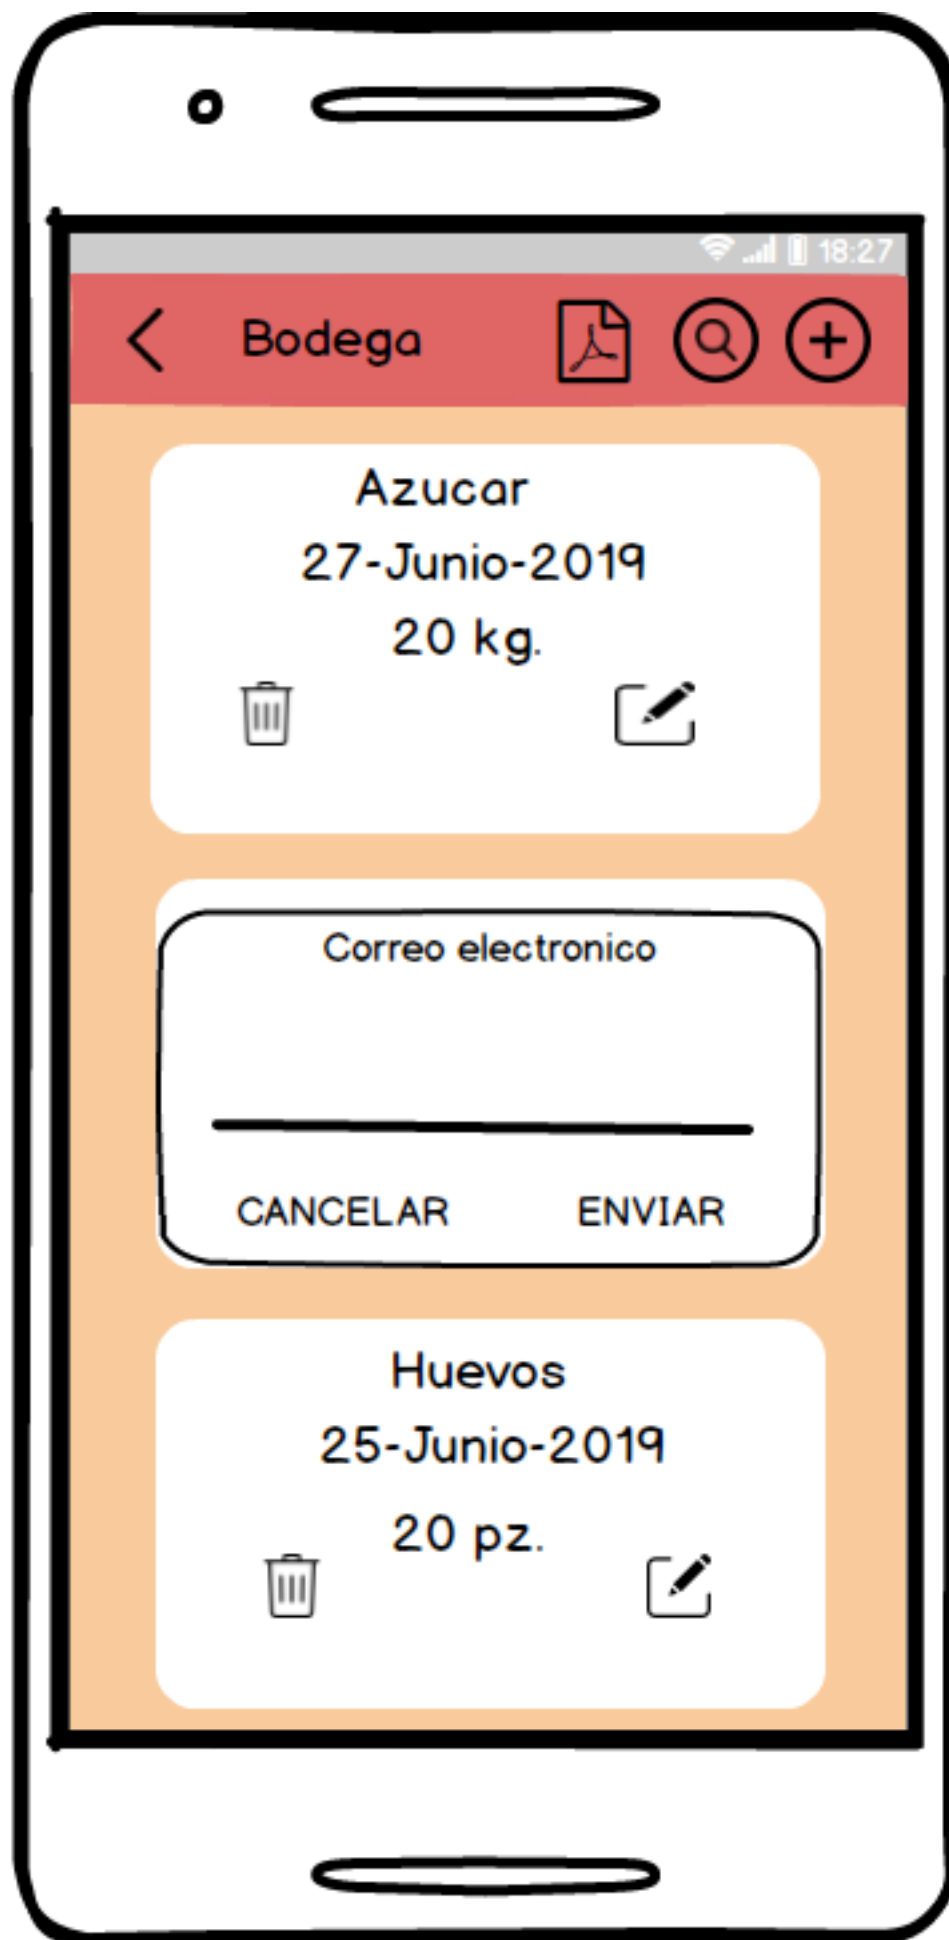 18:27
Bodega
Azucar
27-Junio-2019
20 kg.
Correo electronico
CANCELAR ENVIAR
Huevos
25-Junio-2019
20 pz.